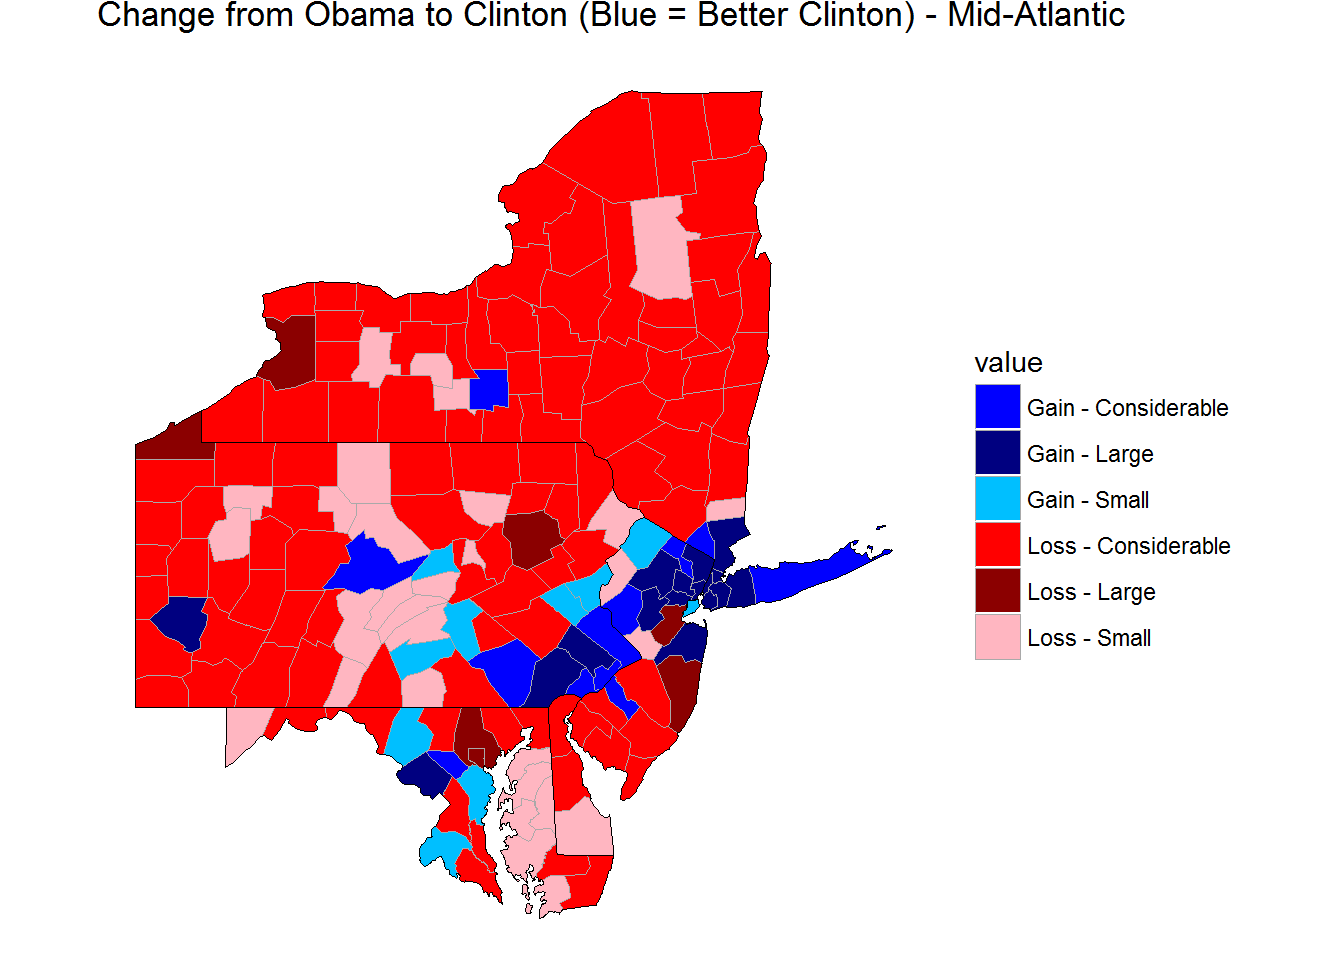 Change from Obama to Clinton (Blue = Better Clinton) - Mid-Atlantic
value
Gain - Considerable
Gain - Large
Gain - Small
Loss - Considerable
Loss - Large
Loss - Small